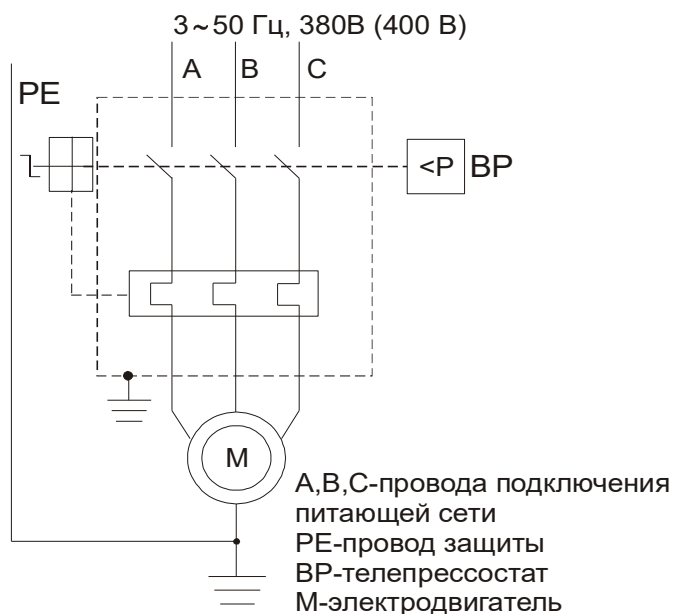 3~50 Гц, 380В (400 В)
A B C
PE
<P BP
M
A,B,C-провода подключения
питающей сети
PE-провод защиты
BP-телепрессостат
M-электродвигатель